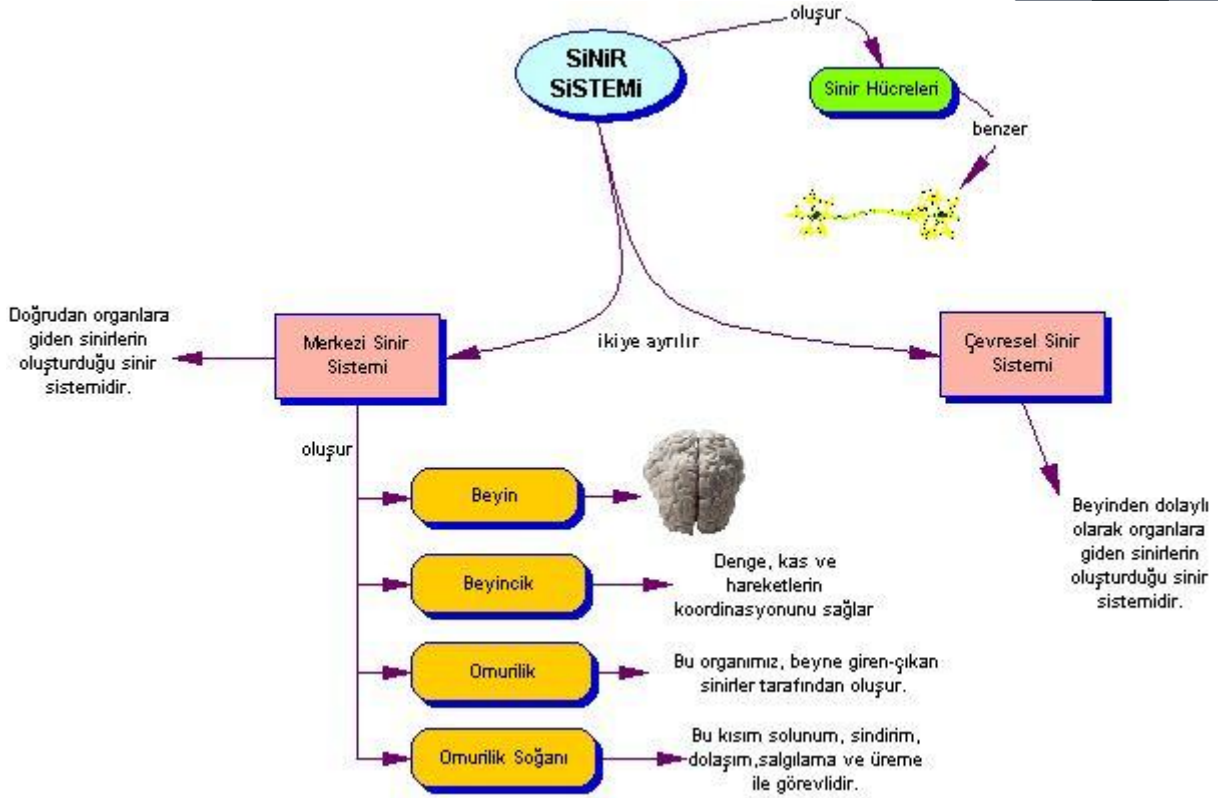 oluşur
SiNiR
SiSTEMi
Sinir Hücreleri
benzer
Doğrudan organlara
giden sinirlerin
oluşturduğu sinir
sistemidir.
Merkezi Sinir
Sistemi
ikiye ayrılır
Çevresel Sinir
Sistemi
oluşur
Beyin
Beyinden dolaylı
olarak organlara
giden sinirlerin
oluşturduğu sinir
sistemidir.
Beyincik
Denge, kas ve
hareketlerin
koordinasyonunu sağlar
Omurilik
Bu organımız, beyne giren-çıkan
sinirler tarafından oluşur.
Omurilik Soğanı
Bu kısım solunum, sindirim,
dolaşım,salgılama ve üreme
ile görevlidir.